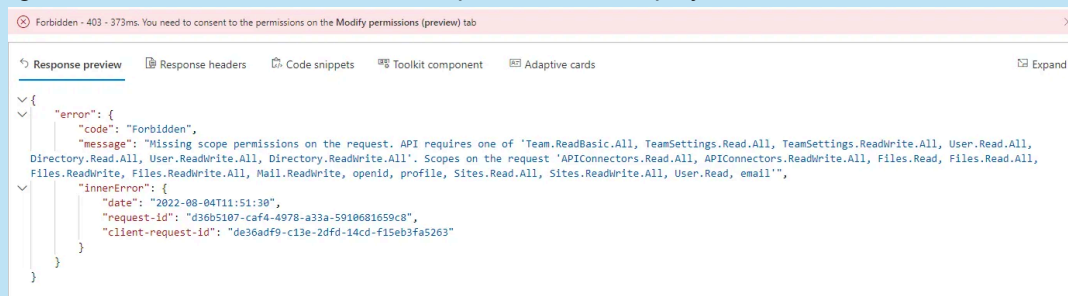 Forbidden - 403 - 373ms. You need to consent to the permissions on the Modify permissions (preview) tab
Response preview Response headers Code snippets Toolkit component Adaptive cards Expand
{
"error": {
"code": "Forbidden",
"message": "Missing scope permissions on the request. API requires one of 'Team.ReadBasic.All, TeamSettings.Read.All, TeamSettings.ReadWrite.All, User.Read.All,
Directory.Read.All, User.ReadWrite.All, Directory.ReadWrite.All'. Scopes on the request 'APIConnectors.Read.All, APIConnectors.ReadWrite.All, Files.Read, Files.Read.All,
Files.ReadWrite, Files.ReadWrite.All, Mail.ReadWrite, openid, profile, Sites.Read.All, Sites.ReadWrite.All, User.Read, email'",
"innerError": {
"date": "2022-08-04T11:51:30",
"request-id": "d36b5107-caf4-4978-a33a-5910681659c8",
"client-request-id": "de36adf9-c13e-2dfd-14cd-f15eb3fa5263"
}
}
}